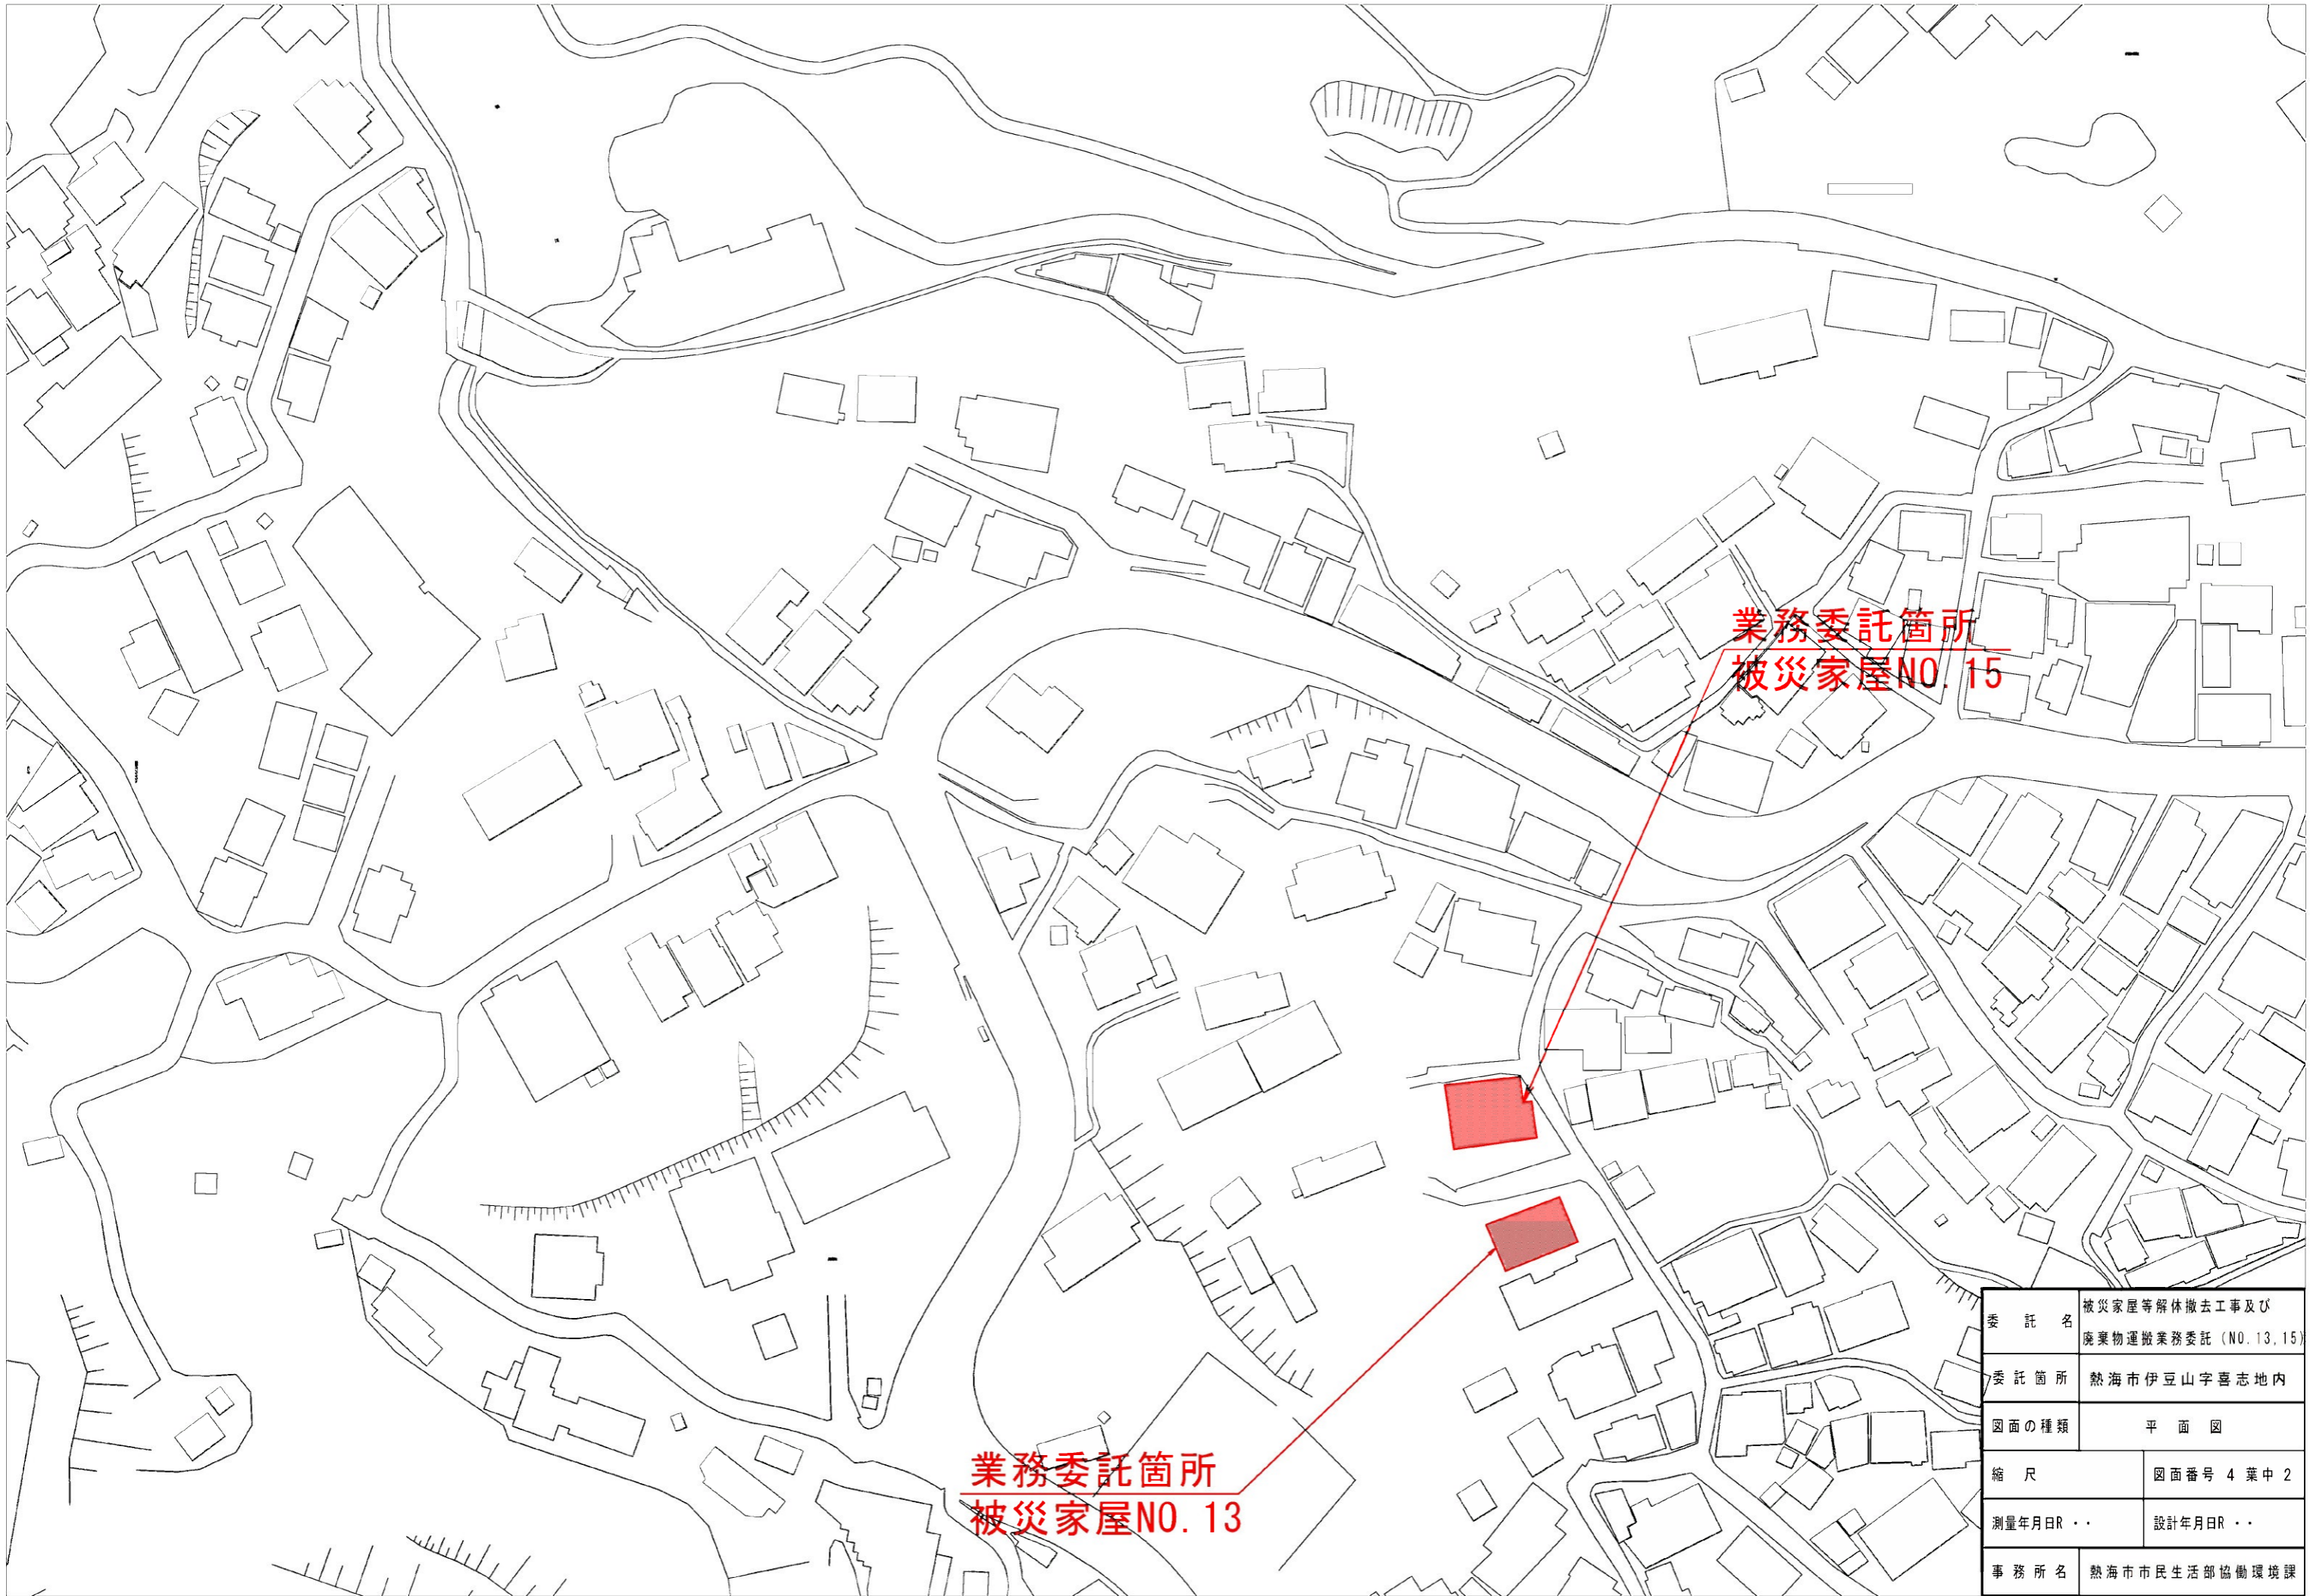 業務委託箇所
被災家屋NO.15
業務委託箇所
被災家屋NO.13
委託名 被災家屋等解体撤去工事及び
廃棄物運搬業務委託（NO.13,15）
委託箇所 熱海市伊豆山字喜志地内
図面の種類 平面図
縮尺 図面番号 4 葉中 2
測量年月日R ・・ 設計年月日R ・・
事務所名 熱海市市民生活部協働環境課